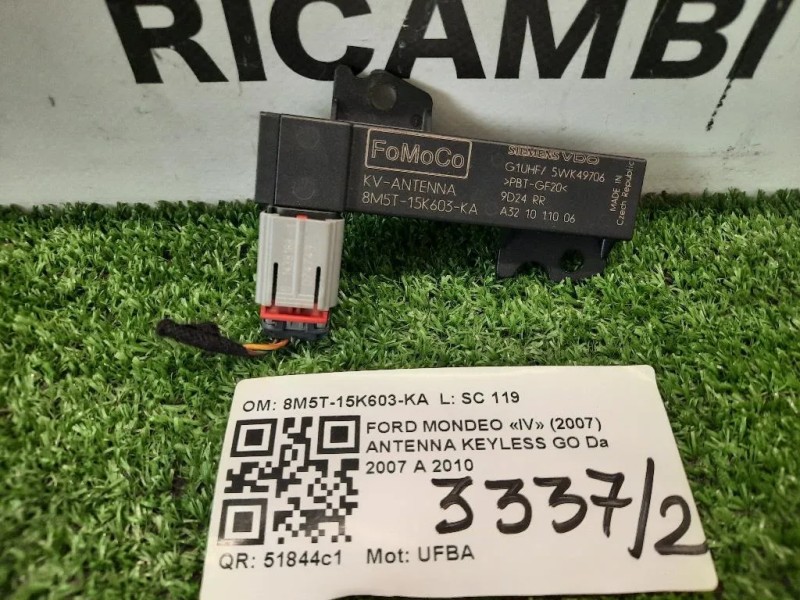 RICAMBI
FoMoCo
KV-ANTENNA
8M5T-15K603-KA
SIEMENS VDO
G1UHF/ 5WK49706
>PBT-GF20<
9D24 RR
A32 10 110 06
MADE IN
Czech Republic
OM: 8M5T-15K603-KA L: SC 119
FORD MONDEO «IV» (2007)
ANTENNA KEYLESS GO Da
2007 A 2010
3337/2
QR: 51844c1 Mot: UFBA